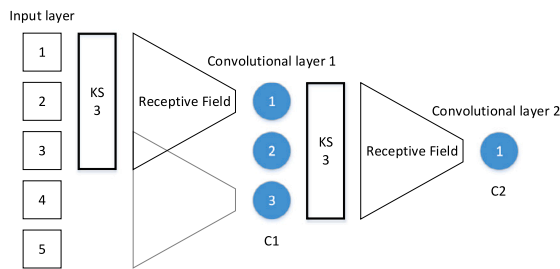 Input layer
1
2
3
4
5
KS
3
Receptive Field
Convolutional layer 1
1
2
3
C1
KS
3
Receptive Field
Convolutional layer 2
1
C2